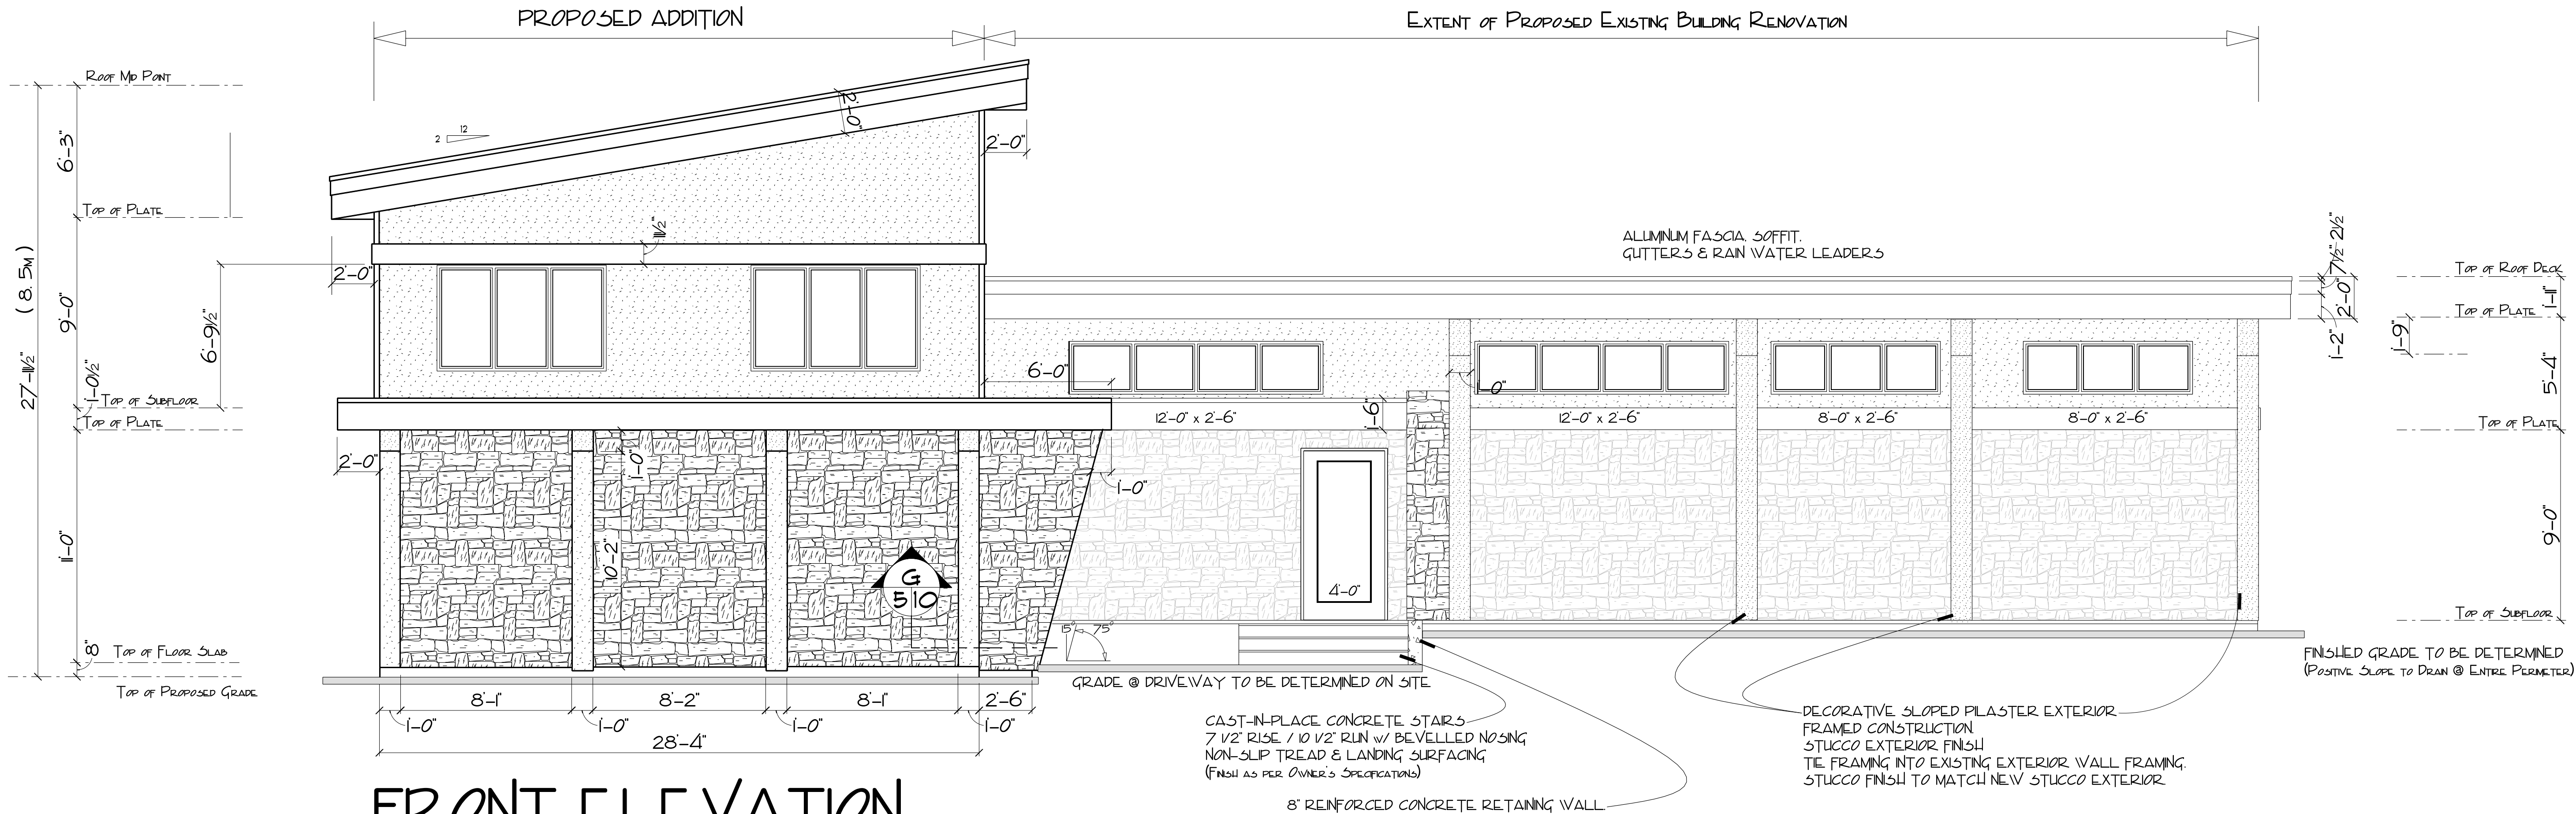 PROPOSED ADDITION
Extent of Proposed Existing Building Renovation
Roof Mid Point
6'-3"
Top of Plate
9'-0"
6'-9½"
1'-0½"
Top of Subfloor
Top of Plate
11'-0"
8"
Top of Floor Slab
Top of Proposed Grade
27'-11½"
( 8. 5m )
12
2
2'-0"
2'-0"
11½"
2'-0"
2'-0"
1'-0"
10'-2"
G
5 10
6'-0"
1'-0"
15°
75°
ALUMINUM FASCIA, SOFFIT,
GUTTERS & RAIN WATER LEADERS
12'-0" x 2'-6"
1'-6"
1'-0"
12'-0" x 2'-6"
8'-0" x 2'-6"
8'-0" x 2'-6"
4'-0"
2½"
7½"
2'-0"
1'-2"
1'-9"
Top of Roof Deck
1'-11"
Top of Plate
5'-4"
Top of Plate
9'-0"
Top of Subfloor
FINISHED GRADE TO BE DETERMINED
(Positive Slope to Drain @ Entire Perimeter)
GRADE @ DRIVEWAY TO BE DETERMINED ON SITE
8'-1"
8'-2"
8'-1"
2'-6"
1'-0"
1'-0"
1'-0"
1'-0"
28'-4"
CAST-IN-PLACE CONCRETE STAIRS
7 1/2" RISE / 10 1/2" RUN w/ BEVELLED NOSING
NON-SLIP TREAD & LANDING SURFACING
(Finish as per Owner's Specifications)
8" REINFORCED CONCRETE RETAINING WALL.
DECORATIVE SLOPED PILASTER EXTERIOR
FRAMED CONSTRUCTION.
STUCCO EXTERIOR FINISH
TIE FRAMING INTO EXISTING EXTERIOR WALL FRAMING.
STUCCO FINISH TO MATCH NEW STUCCO EXTERIOR
FRONT ELEVATION